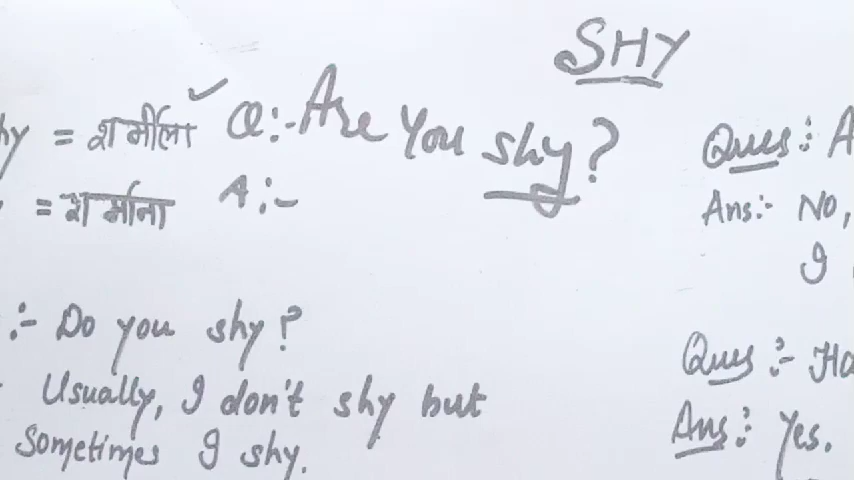 SHY
hy = शर्मीला ✓ Q:- Are You shy?
= शर्माना A:-
:- Do you shy?
Usually, I don't shy but
sometimes I shy.
Ques:- A
Ans:- No,
I
Ques:- Ha
Ans:- Yes.